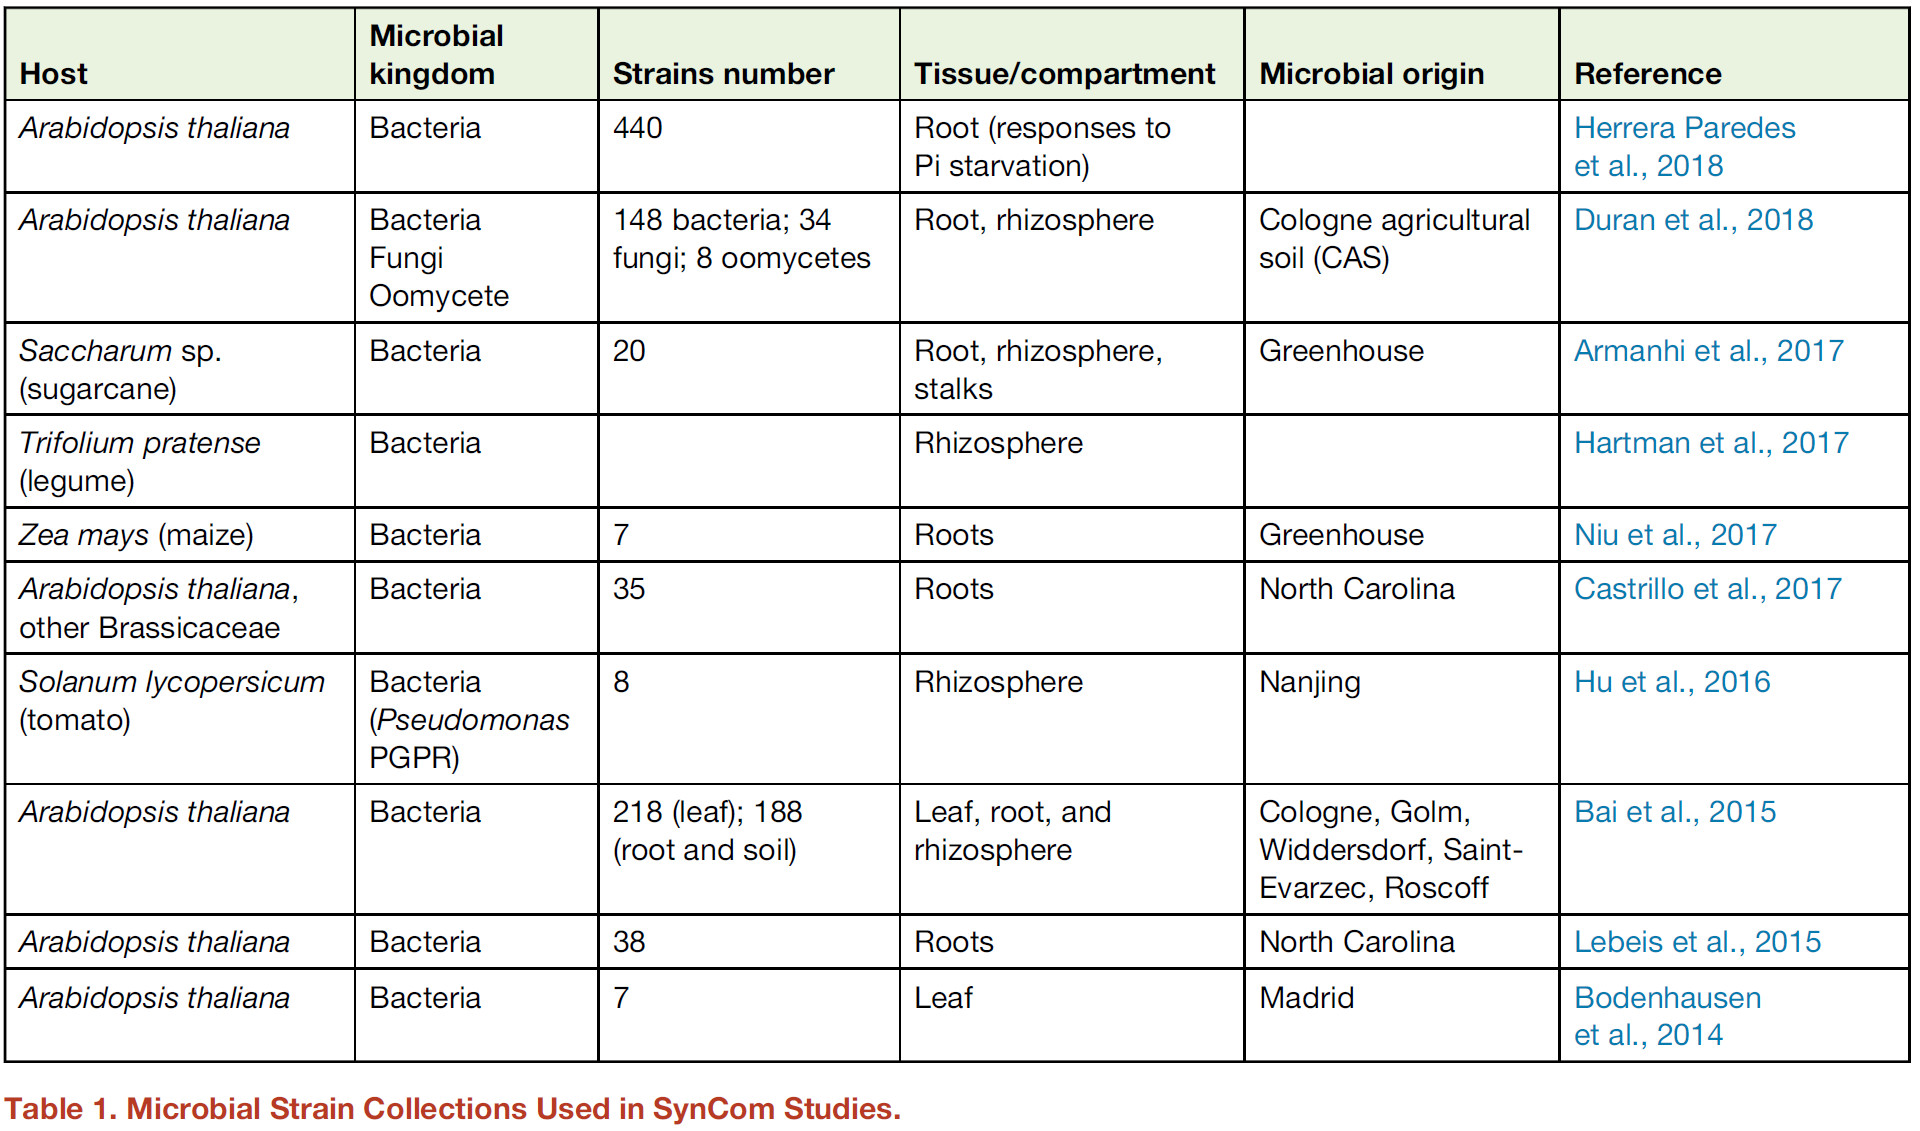 Host
Microbial
kingdom
Strains number
Tissue/compartment
Microbial origin
Reference
Arabidopsis thaliana
Bacteria
440
Root (responses to
Pi starvation)
Herrera Paredes
et al., 2018
Arabidopsis thaliana
Bacteria
Fungi
Oomycete
148 bacteria; 34
fungi; 8 oomycetes
Root, rhizosphere
Cologne agricultural
soil (CAS)
Duran et al., 2018
Saccharum sp.
(sugarcane)
Bacteria
20
Root, rhizosphere,
stalks
Greenhouse
Armanhi et al., 2017
Trifolium pratense
(legume)
Bacteria
Rhizosphere
Hartman et al., 2017
Zea mays (maize)
Bacteria
7
Roots
Greenhouse
Niu et al., 2017
Arabidopsis thaliana,
other Brassicaceae
Bacteria
35
Roots
North Carolina
Castrillo et al., 2017
Solanum lycopersicum
(tomato)
Bacteria
(Pseudomonas
PGPR)
8
Rhizosphere
Nanjing
Hu et al., 2016
Arabidopsis thaliana
Bacteria
218 (leaf); 188
(root and soil)
Leaf, root, and
rhizosphere
Cologne, Golm,
Widdersdorf, Saint-
Evarzec, Roscoff
Bai et al., 2015
Arabidopsis thaliana
Bacteria
38
Roots
North Carolina
Lebeis et al., 2015
Arabidopsis thaliana
Bacteria
7
Leaf
Madrid
Bodenhausen
et al., 2014
Table 1. Microbial Strain Collections Used in SynCom Studies.